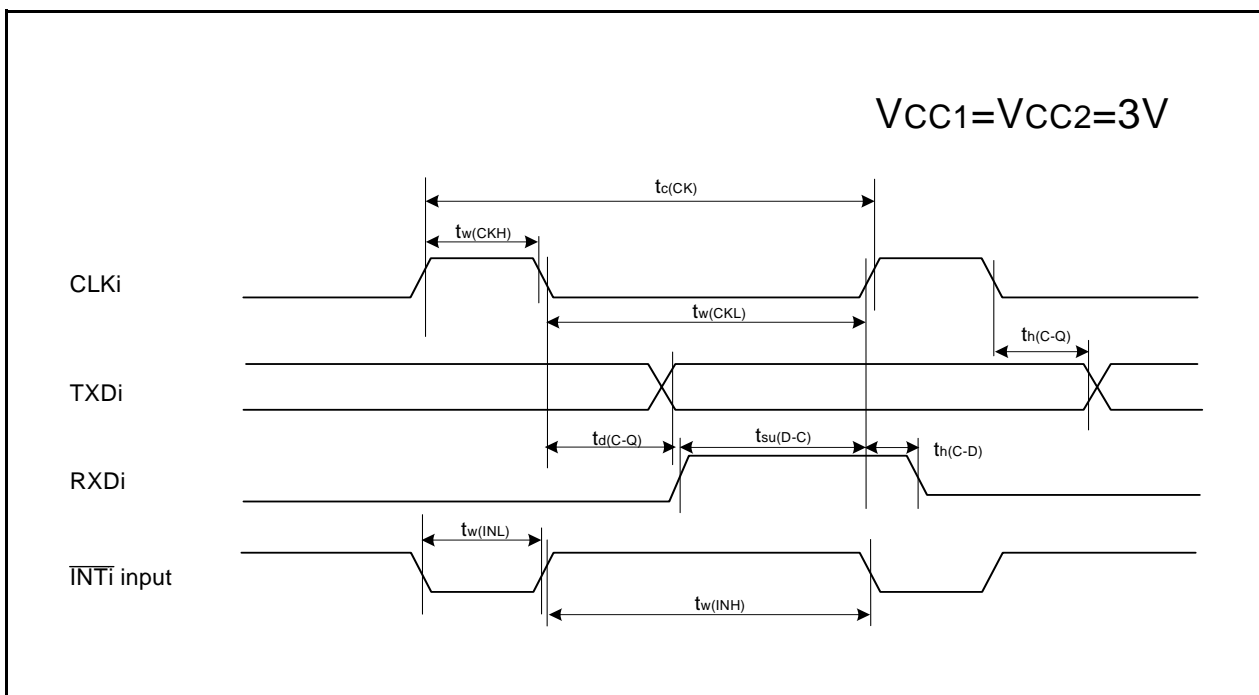 VCC1=VCC2=3V
tc(CK)
tw(CKH)
CLKi
tw(CKL)
th(C-Q)
TXDi
td(C-Q)
tsu(D-C)
th(C-D)
RXDi
tw(INL)
INTi input
tw(INH)